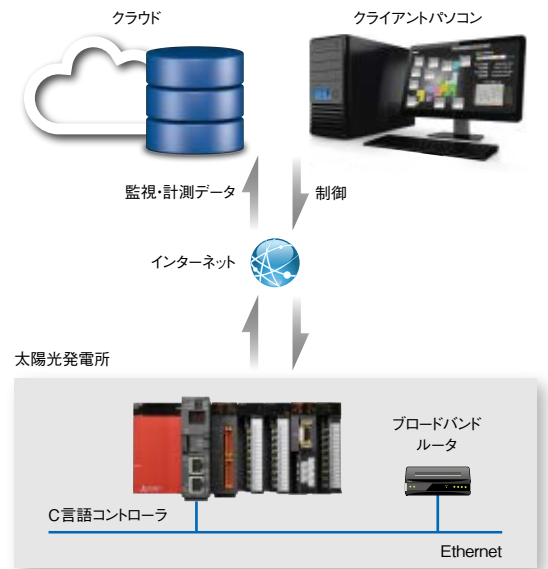 クラウド
クライアントパソコン
監視・計測データ
制御
インターネット
太陽光発電所
ブロードバンド
ルータ
C言語コントローラ
Ethernet